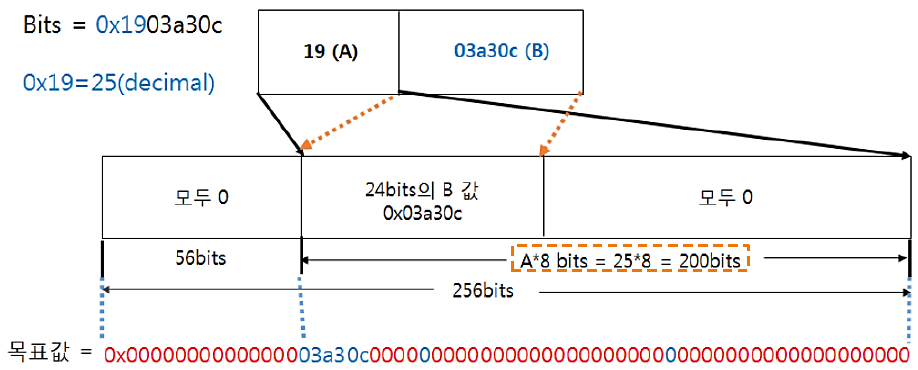 Bits = 0x1903a30c
0x19=25(decimal)
19 (A)
03a30c (B)
모두 0
24bits의 B 값
0x03a30c
모두 0
56bits
A*8 bits = 25*8 = 200bits
256bits
목표값 = 0x0000000000000003a30c00000000000000000000000000000000000000000000